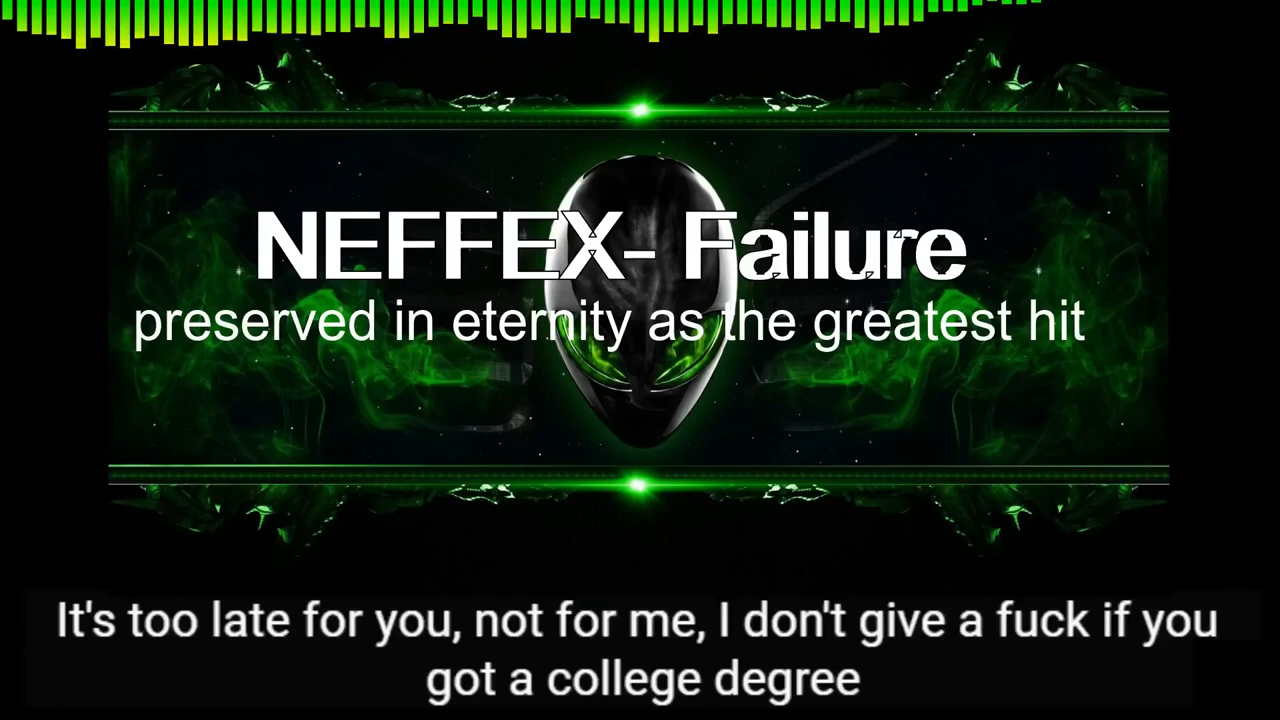 NEFFEX- Failure
preserved in eternity as the greatest hit
It's too late for you, not for me, I don't give a fuck if you
got a college degree